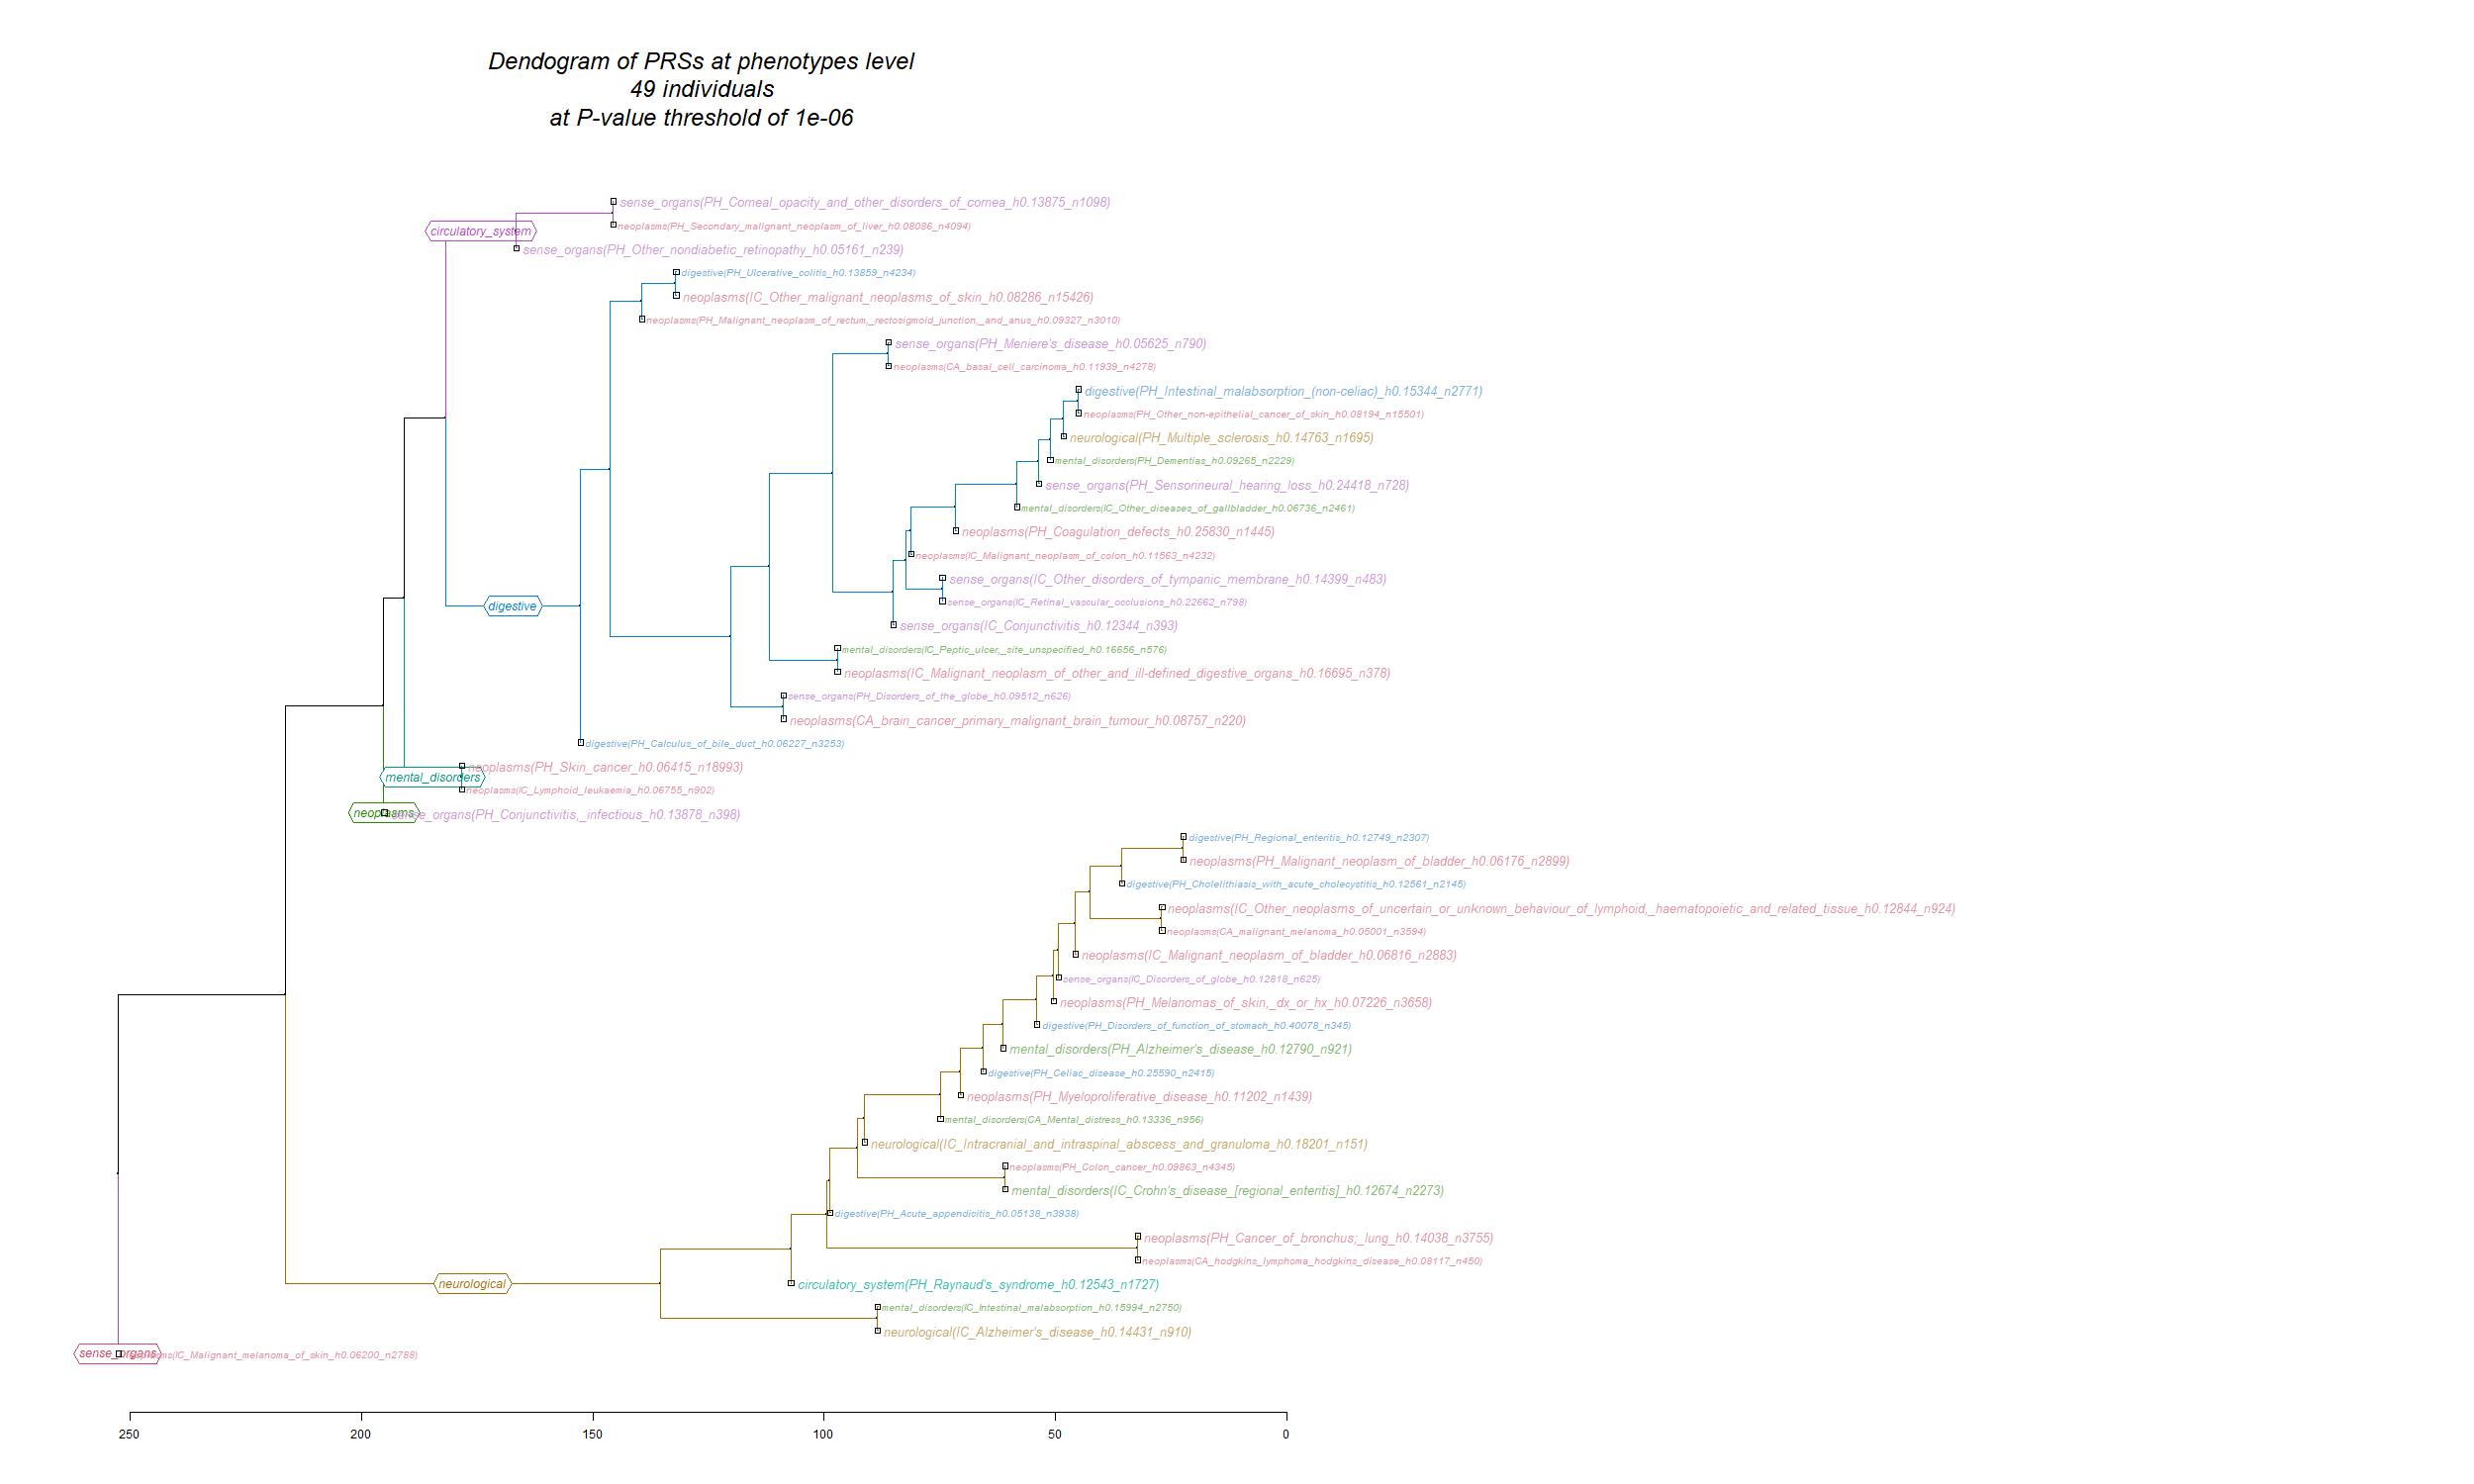 Dendogram of PRSs at phenotypes level
49 individuals
at P-value threshold of 1e-06
sense_organs(PH_Corneal_opacity_and_other_disorders_of_cornea_h0.13875_n1098)
neoplasms(PH_Secondary_malignant_neoplasm_of_liver_h0.08086_n4094)
circulatory_system
sense_organs(PH_Other_nondiabetic_retinopathy_h0.05161_n239)
digestive(PH_Ulcerative_colitis_h0.13859_n4234)
neoplasms(IC_Other_malignant_neoplasms_of_skin_h0.08286_n15426)
neoplasms(PH_Malignant_neoplasm_of_rectum,_rectosigmoid_junction,_and_anus_h0.09327_n3010)
sense_organs(PH_Meniere's_disease_h0.05625_n790)
neoplasms(CA_basal_cell_carcinoma_h0.11939_n4278)
digestive(PH_Intestinal_malabsorption_(non-celiac)_h0.15344_n2771)
neoplasms(PH_Other_non-epithelial_cancer_of_skin_h0.08194_n15501)
neurological(PH_Multiple_sclerosis_h0.14763_n1695)
mental_disorders(PH_Dementias_h0.09265_n2229)
sense_organs(PH_Sensorineural_hearing_loss_h0.24418_n728)
mental_disorders(IC_Other_diseases_of_gallbladder_h0.06736_n2461)
neoplasms(PH_Coagulation_defects_h0.25830_n1445)
neoplasms(IC_Malignant_neoplasm_of_colon_h0.11563_n4232)
sense_organs(IC_Other_disorders_of_tympanic_membrane_h0.14399_n483)
sense_organs(IC_Retinal_vascular_occlusions_h0.22662_n798)
digestive
sense_organs(IC_Conjunctivitis_h0.12344_n393)
mental_disorders(IC_Peptic_ulcer,_site_unspecified_h0.16656_n576)
neoplasms(IC_Malignant_neoplasm_of_other_and_ill-defined_digestive_organs_h0.16695_n378)
sense_organs(PH_Disorders_of_the_globe_h0.09512_n626)
neoplasms(CA_brain_cancer_primary_malignant_brain_tumour_h0.08757_n220)
digestive(PH_Calculus_of_bile_duct_h0.06227_n3253)
neoplasms(PH_Skin_cancer_h0.06415_n18993)
mental_disorders
neoplasms(IC_Lymphoid_leukaemia_h0.06755_n902)
neoplasms
sense_organs(PH_Conjunctivitis,_infectious_h0.13878_n398)
digestive(PH_Regional_enteritis_h0.12749_n2307)
neoplasms(PH_Malignant_neoplasm_of_bladder_h0.06176_n2899)
digestive(PH_Cholelithiasis_with_acute_cholecystitis_h0.12561_n2145)
neoplasms(IC_Other_neoplasms_of_uncertain_or_unknown_behaviour_of_lymphoid,_haematopoietic_and_related_tissue_h0.12844_n924)
neoplasms(CA_malignant_melanoma_h0.05001_n3594)
neoplasms(IC_Malignant_neoplasm_of_bladder_h0.06816_n2883)
sense_organs(IC_Disorders_of_globe_h0.12818_n625)
neoplasms(PH_Melanomas_of_skin,_dx_or_hx_h0.07226_n3658)
digestive(PH_Disorders_of_function_of_stomach_h0.40078_n345)
mental_disorders(PH_Alzheimer's_disease_h0.12790_n921)
digestive(PH_Celiac_disease_h0.25590_n2415)
neoplasms(PH_Myeloproliferative_disease_h0.11202_n1439)
mental_disorders(CA_Mental_distress_h0.13336_n956)
neurological(IC_Intracranial_and_intraspinal_abscess_and_granuloma_h0.18201_n151)
neoplasms(PH_Colon_cancer_h0.09863_n4345)
mental_disorders(IC_Crohn's_disease_[regional_enteritis]_h0.12674_n2273)
digestive(PH_Acute_appendicitis_h0.05138_n3938)
neoplasms(PH_Cancer_of_bronchus;_lung_h0.14038_n3755)
neoplasms(CA_hodgkins_lymphoma_hodgkins_disease_h0.08117_n450)
neurological
circulatory_system(PH_Raynaud's_syndrome_h0.12543_n1727)
mental_disorders(IC_Intestinal_malabsorption_h0.15994_n2750)
neurological(IC_Alzheimer's_disease_h0.14431_n910)
sense_organs
neoplasms(IC_Malignant_melanoma_of_skin_h0.06200_n2788)
250 200 150 100 50 0